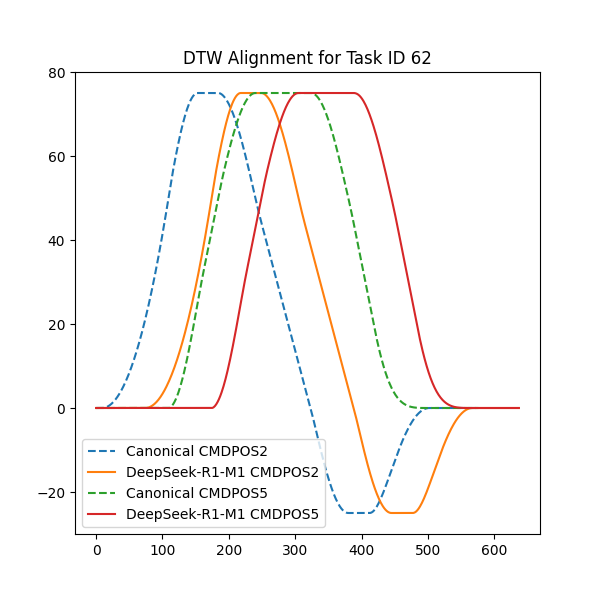 DTW Alignment for Task ID 62
80
60
40
20
0
−20
Canonical CMDPOS2
DeepSeek-R1-M1 CMDPOS2
Canonical CMDPOS5
DeepSeek-R1-M1 CMDPOS5
0 100 200 300 400 500 600